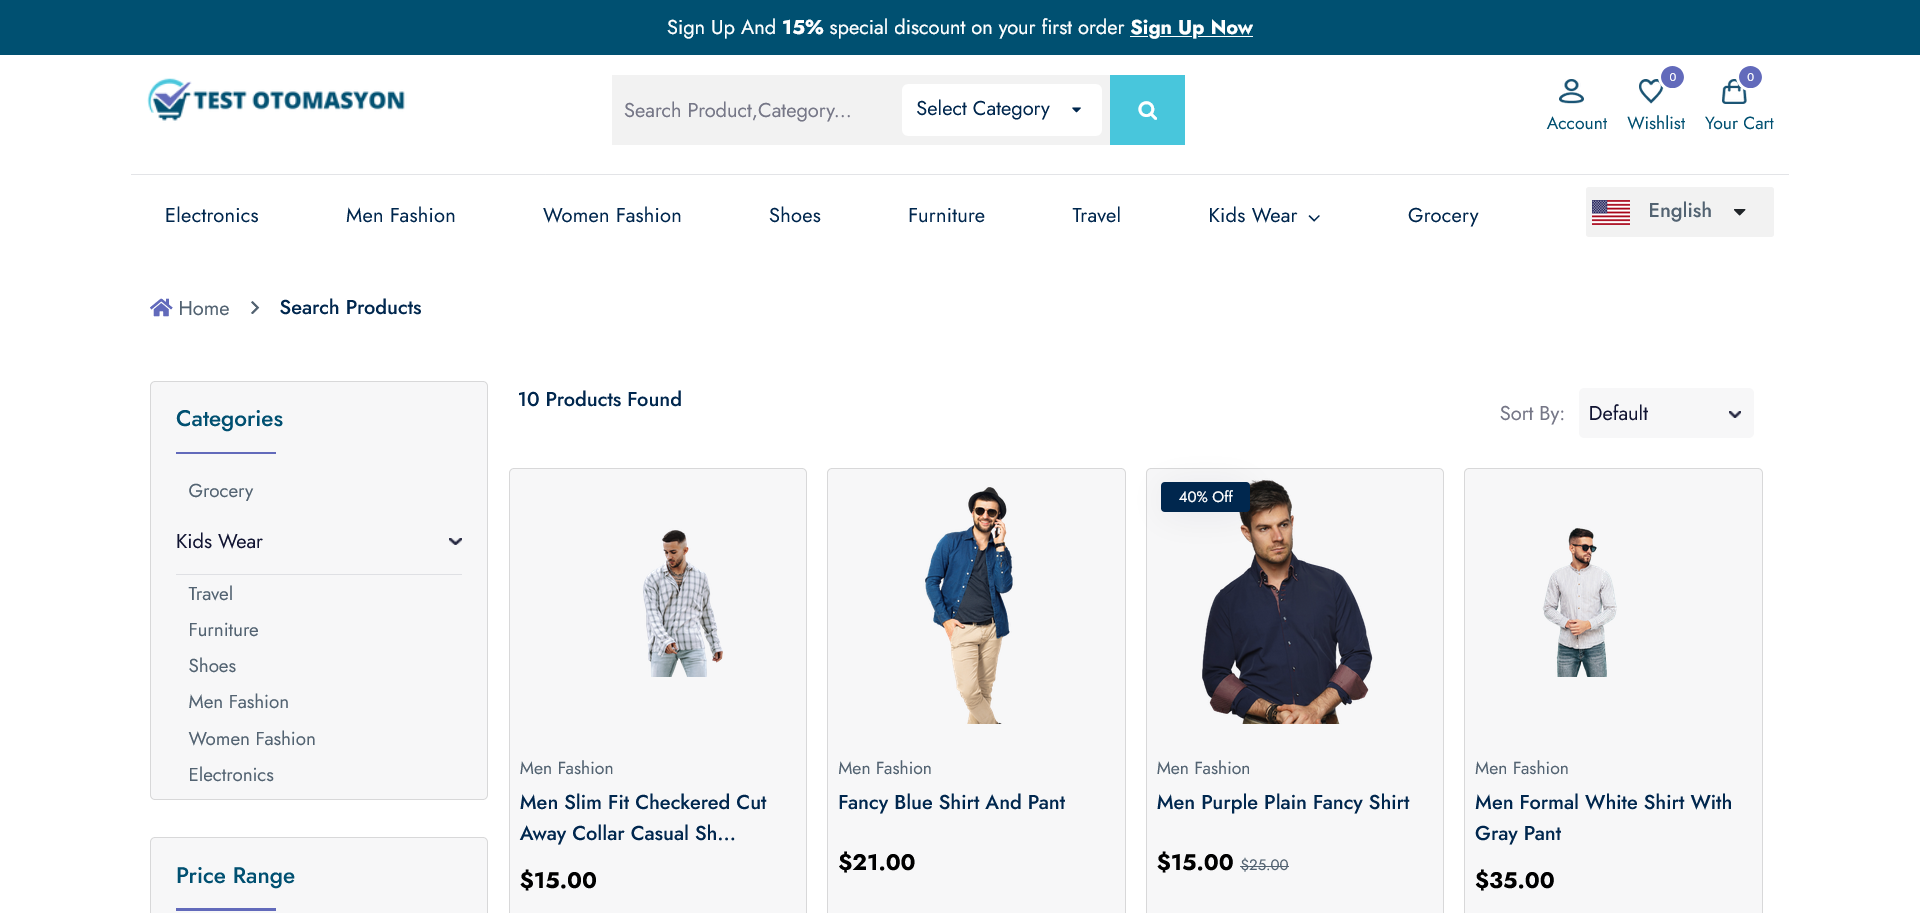 Sign Up And 15% special discount on your first order Sign Up Now
TEST OTOMASYON
Search Product,Category...
Select Category
0
0
Account
Wishlist
Your Cart
Electronics
Men Fashion
Women Fashion
Shoes
Furniture
Travel
Kids Wear
Grocery
English
Home
Search Products
Categories
Grocery
Kids Wear
Travel
Furniture
Shoes
Men Fashion
Women Fashion
Electronics
Price Range
10 Products Found
Sort By:
Default
Men Fashion
Men Slim Fit Checkered Cut
Away Collar Casual Sh...
$15.00
Men Fashion
Fancy Blue Shirt And Pant
$21.00
40% Off
Men Fashion
Men Purple Plain Fancy Shirt
$15.00 $25.00
Men Fashion
Men Formal White Shirt With
Gray Pant
$35.00